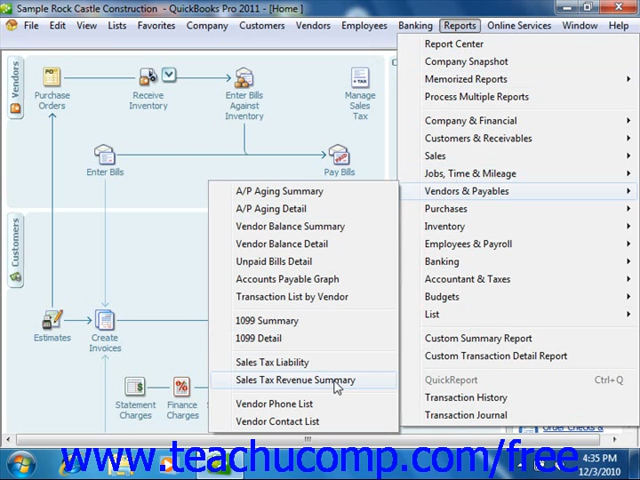 Sample Rock Castle Construction - QuickBooks Pro 2011 - [Home ]
File Edit View Lists Favorites Company Customers Vendors Employees Banking Reports Online Services Window Help
Vendors
Purchase Orders
Receive Inventory
Enter Bills Against Inventory
Manage Sales Tax
Enter Bills
Pay Bills
Customers
Estimates
Create Invoices
Statement Charges
Finance Charges
Report Center
Company Snapshot
Memorized Reports
Process Multiple Reports
Company & Financial
Customers & Receivables
Sales
Jobs, Time & Mileage
Vendors & Payables
Purchases
Inventory
Employees & Payroll
Banking
Accountant & Taxes
Budgets
List
Custom Summary Report
Custom Transaction Detail Report
QuickReport Ctrl+Q
Transaction History
Transaction Journal
A/P Aging Summary
A/P Aging Detail
Vendor Balance Summary
Vendor Balance Detail
Unpaid Bills Detail
Accounts Payable Graph
Transaction List by Vendor
1099 Summary
1099 Detail
Sales Tax Liability
Sales Tax Revenue Summary
Vendor Phone List
Vendor Contact List
Order Checks &
www.teachucomp.com/free
4:35 PM
12/3/2010